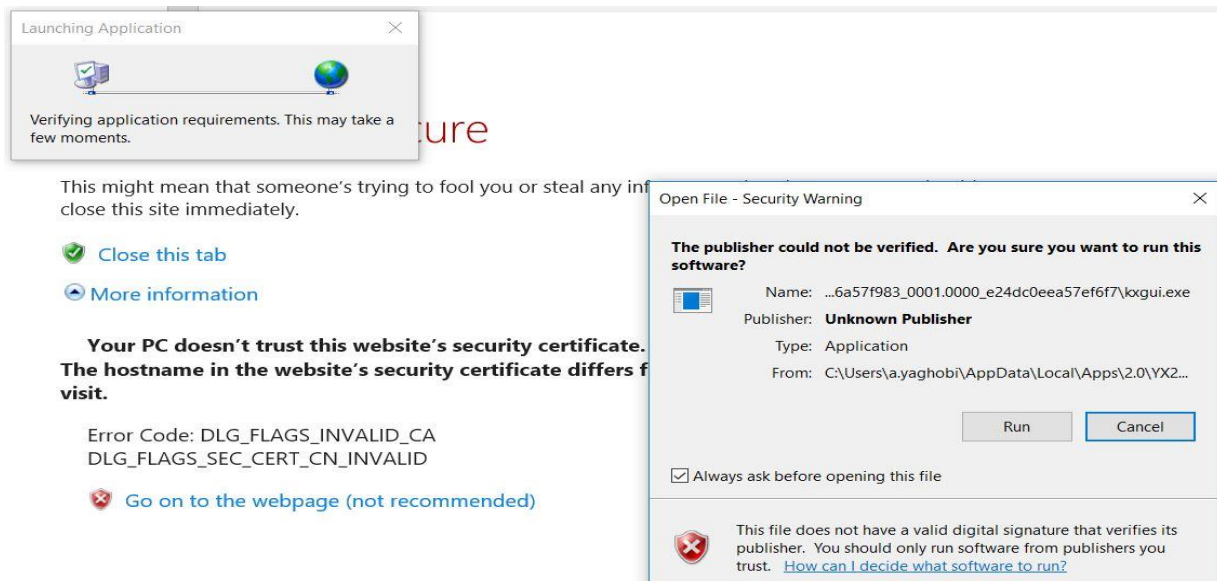 Launching Application
Verifying application requirements. This may take a
few moments.
cure
This might mean that someone's trying to fool you or steal any inf
close this site immediately.
Close this tab
More information
Your PC doesn't trust this website's security certificate.
The hostname in the website's security certificate differs f
visit.
Error Code: DLG_FLAGS_INVALID_CA
DLG_FLAGS_SEC_CERT_CN_INVALID
Go on to the webpage (not recommended)
Open File - Security Warning
The publisher could not be verified. Are you sure you want to run this
software?
Name: ...6a57f983_0001.0000_e24dc0eea57ef6f7\kxgui.exe
Publisher: Unknown Publisher
Type: Application
From: C:\Users\a.yaghobi\AppData\Local\Apps\2.0\YX2...
Run
Cancel
Always ask before opening this file
This file does not have a valid digital signature that verifies its
publisher. You should only run software from publishers you
trust. How can I decide what software to run?